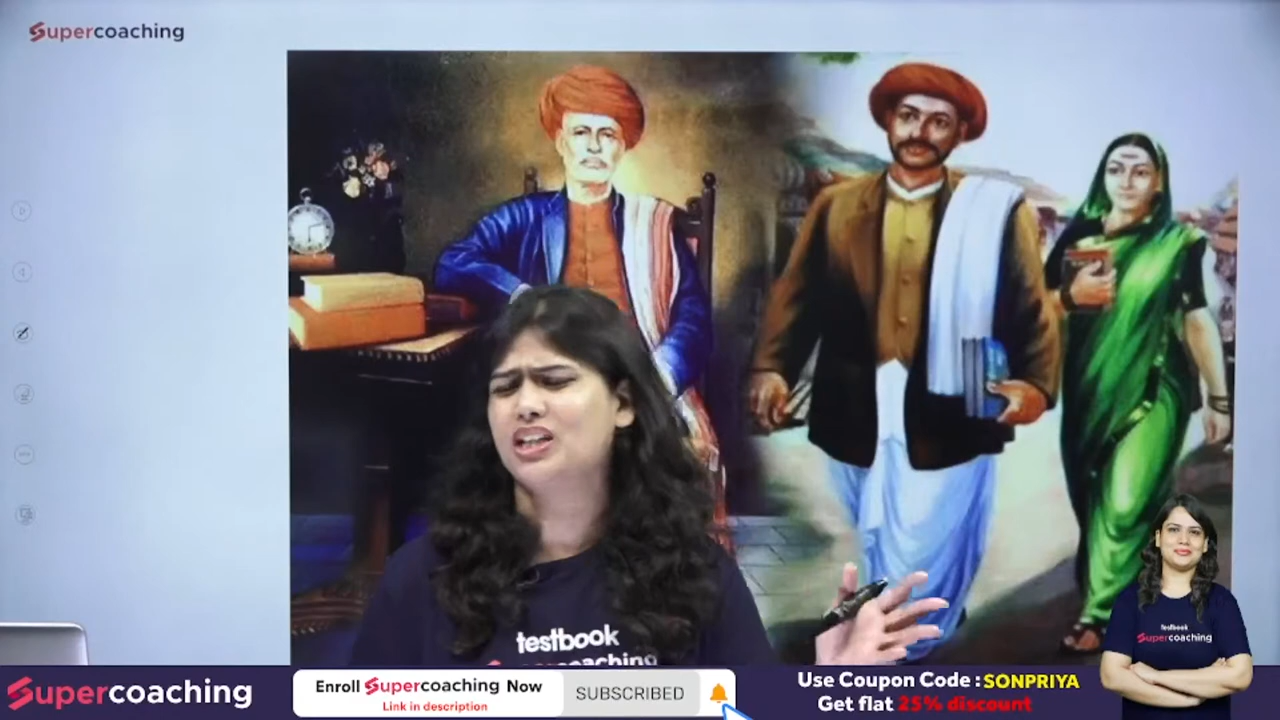 Supercoaching
testbook
Supercoaching
testbook
Supercoaching
Supercoaching
Enroll Supercoaching Now
Link in description
SUBSCRIBED
Use Coupon Code : SONPRIYA
Get flat 25% discount